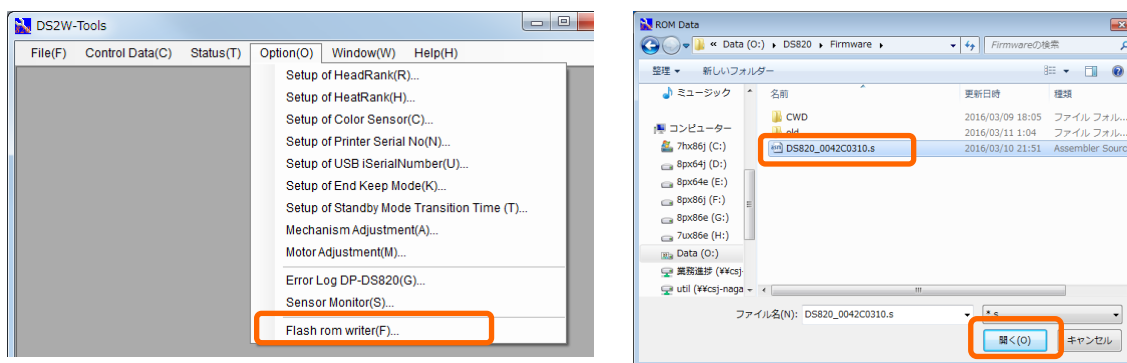 DS2W-Tools
File(F) Control Data(C) Status(T) Option(O) Window(W) Help(H)
Setup of HeadRank(R)...
Setup of HeatRank(H)...
Setup of Color Sensor(C)...
Setup of Printer Serial No(N)...
Setup of USB iSerialNumber(U)...
Setup of End Keep Mode(K)...
Setup of Standby Mode Transition Time (T)...
Mechanism Adjustment(A)...
Motor Adjustment(M)...
Error Log DP-DS820(G)...
Sensor Monitor(S)...
Flash rom writer(F)...
ROM Data
« Data (O:) DS820 Firmware Firmwareの検索
整理 新しいフォルダー
ミュージック
コンピューター
7hx86j (C:)
8px64j (D:)
8px64e (E:)
8px86j (F:)
8px86e (G:)
7ux86e (H:)
Data (O:)
業務進捗 (¥¥csj-
util (¥¥csj-naga
名前 更新日時 種類
CWD 2016/03/09 18:05 ファイル フォル...
old 2016/03/11 1:04 ファイル フォル...
DS820_0042C0310.s 2016/03/10 21:51 Assembler Sourc
ファイル名(N): DS820_0042C0310.s *.s
開く(O) キャンセル